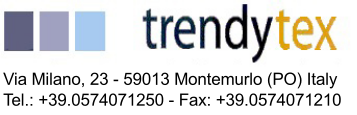 trendytex
Via Milano, 23 - 59013 Montemurlo (PO) Italy
Tel.: +39.0574071250 - Fax: +39.0574071210